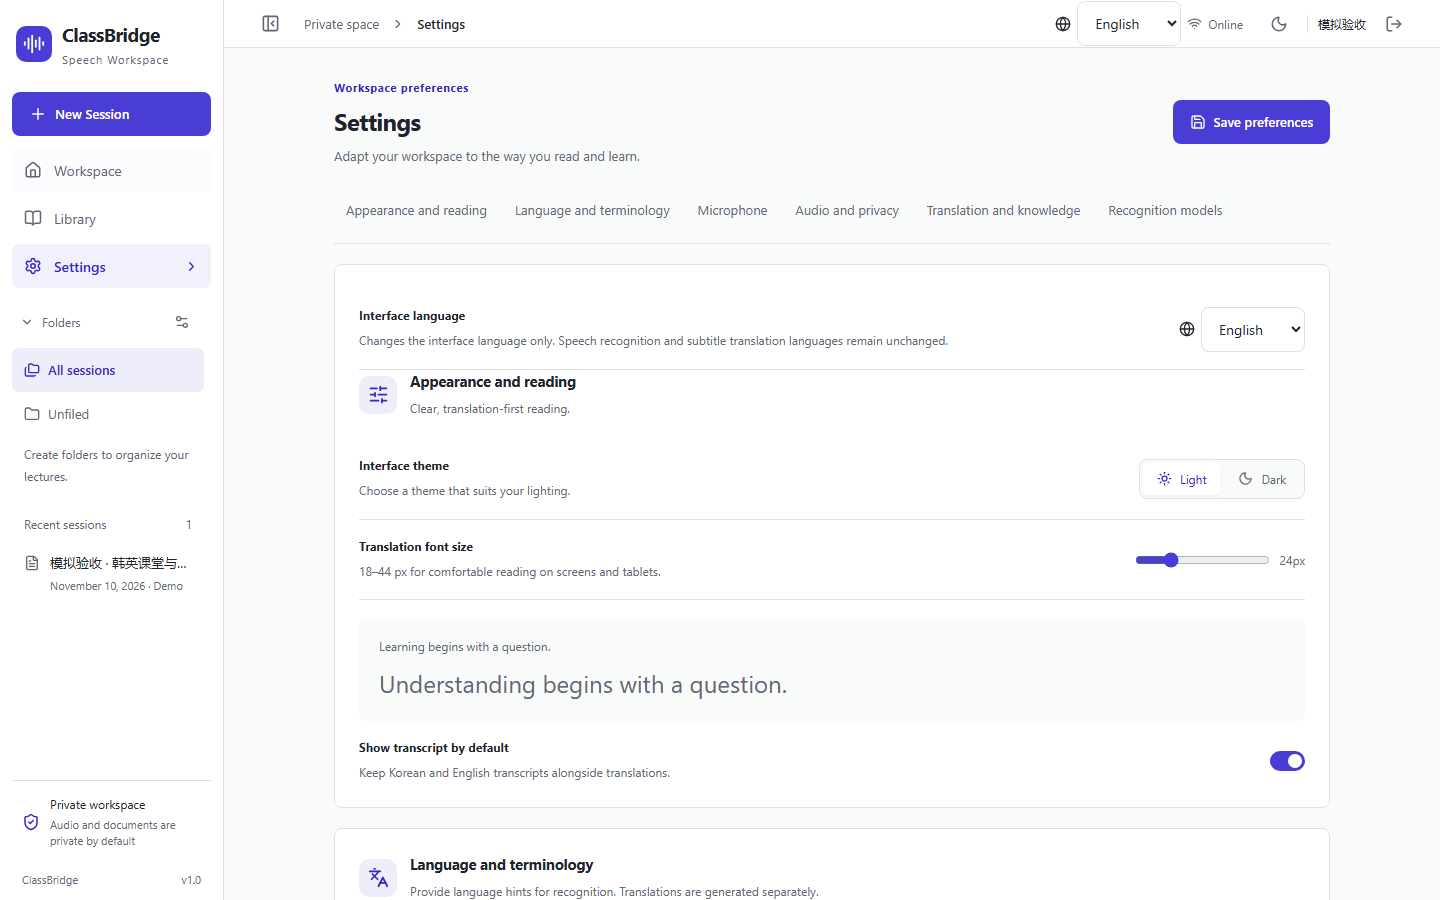 ClassBridge
Speech Workspace
New Session
Workspace
Library
Settings
Folders
All sessions
Unfiled
Create folders to organize your
lectures.
Recent sessions 1
模拟验收 · 韩英课堂与...
November 10, 2026 · Demo
Private workspace
Audio and documents are
private by default
ClassBridge v1.0
Private space > Settings
English
Online
模拟验收
Workspace preferences
Settings
Adapt your workspace to the way you read and learn.
Save preferences
Appearance and reading
Language and terminology
Microphone
Audio and privacy
Translation and knowledge
Recognition models
Interface language
Changes the interface language only. Speech recognition and subtitle translation languages remain unchanged.
English
Appearance and reading
Clear, translation-first reading.
Interface theme
Choose a theme that suits your lighting.
Light
Dark
Translation font size
18–44 px for comfortable reading on screens and tablets.
24px
Learning begins with a question.
Understanding begins with a question.
Show transcript by default
Keep Korean and English transcripts alongside translations.
Language and terminology
Provide language hints for recognition. Translations are generated separately.